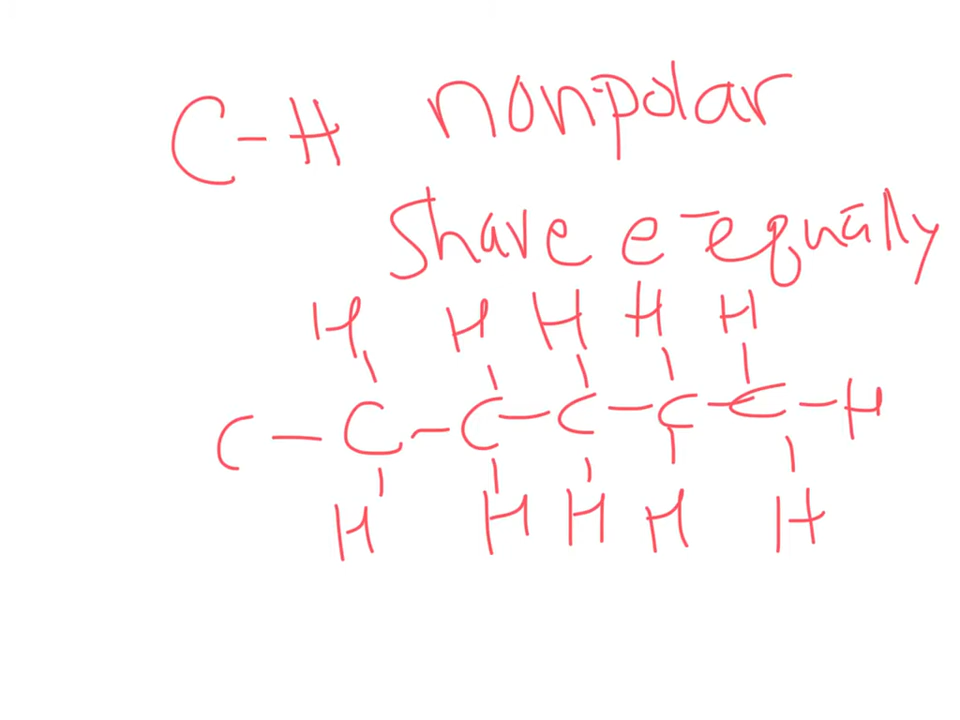 C-H nonpolar
Share e- equally
H H H H H
C-C-C-C-C-C-H
H H H H H